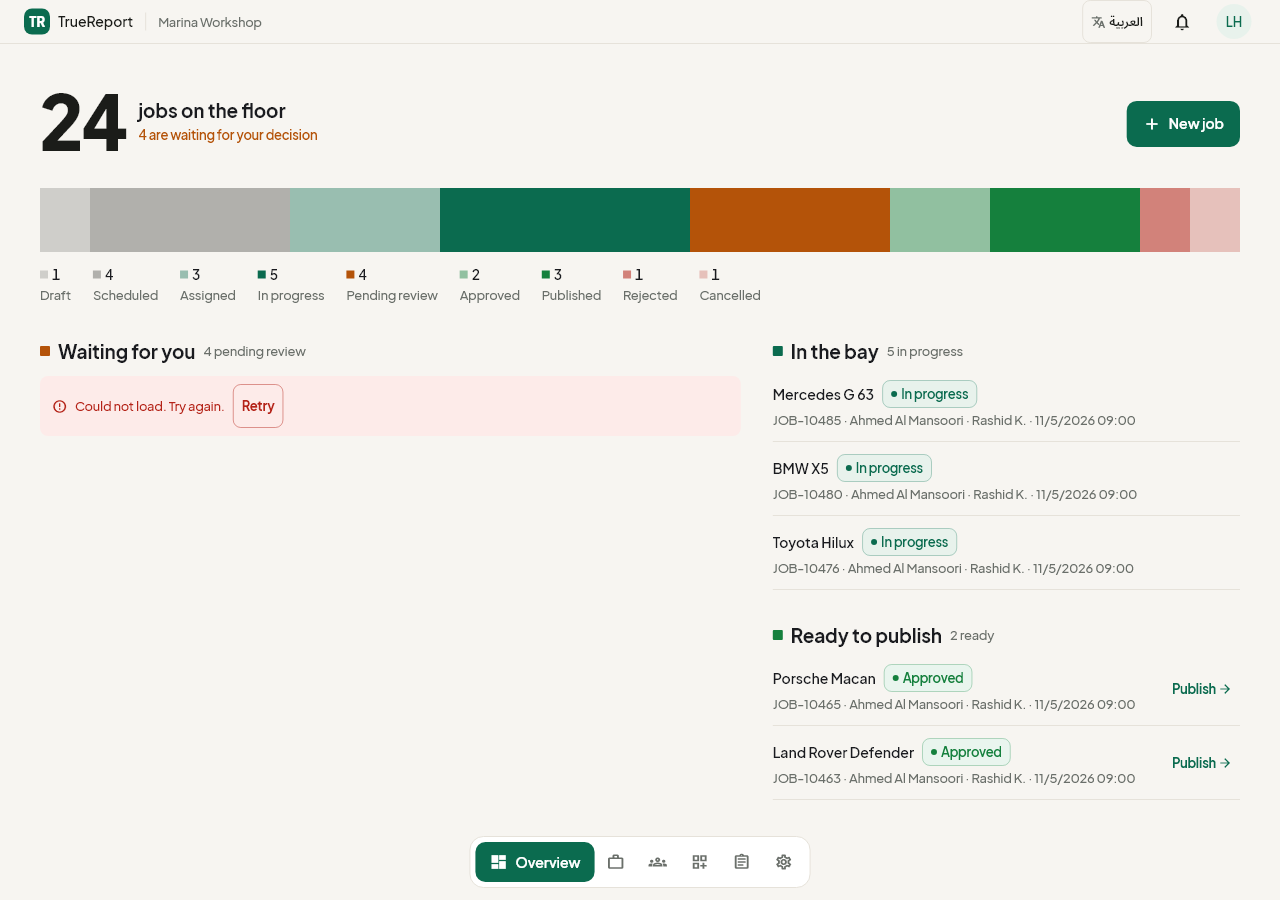 TR TrueReport Marina Workshop العربية LH
24 jobs on the floor
4 are waiting for your decision
New job
1 4 3 5 4 2 3 1 1
Draft Scheduled Assigned In progress Pending review Approved Published Rejected Cancelled
Waiting for you 4 pending review
Could not load. Try again. Retry
In the bay 5 in progress
Mercedes G 63 In progress
JOB-10485 · Ahmed Al Mansoori · Rashid K. · 11/5/2026 09:00
BMW X5 In progress
JOB-10480 · Ahmed Al Mansoori · Rashid K. · 11/5/2026 09:00
Toyota Hilux In progress
JOB-10476 · Ahmed Al Mansoori · Rashid K. · 11/5/2026 09:00
Ready to publish 2 ready
Porsche Macan Approved
JOB-10465 · Ahmed Al Mansoori · Rashid K. · 11/5/2026 09:00
Publish →
Land Rover Defender Approved
JOB-10463 · Ahmed Al Mansoori · Rashid K. · 11/5/2026 09:00
Publish →
Overview